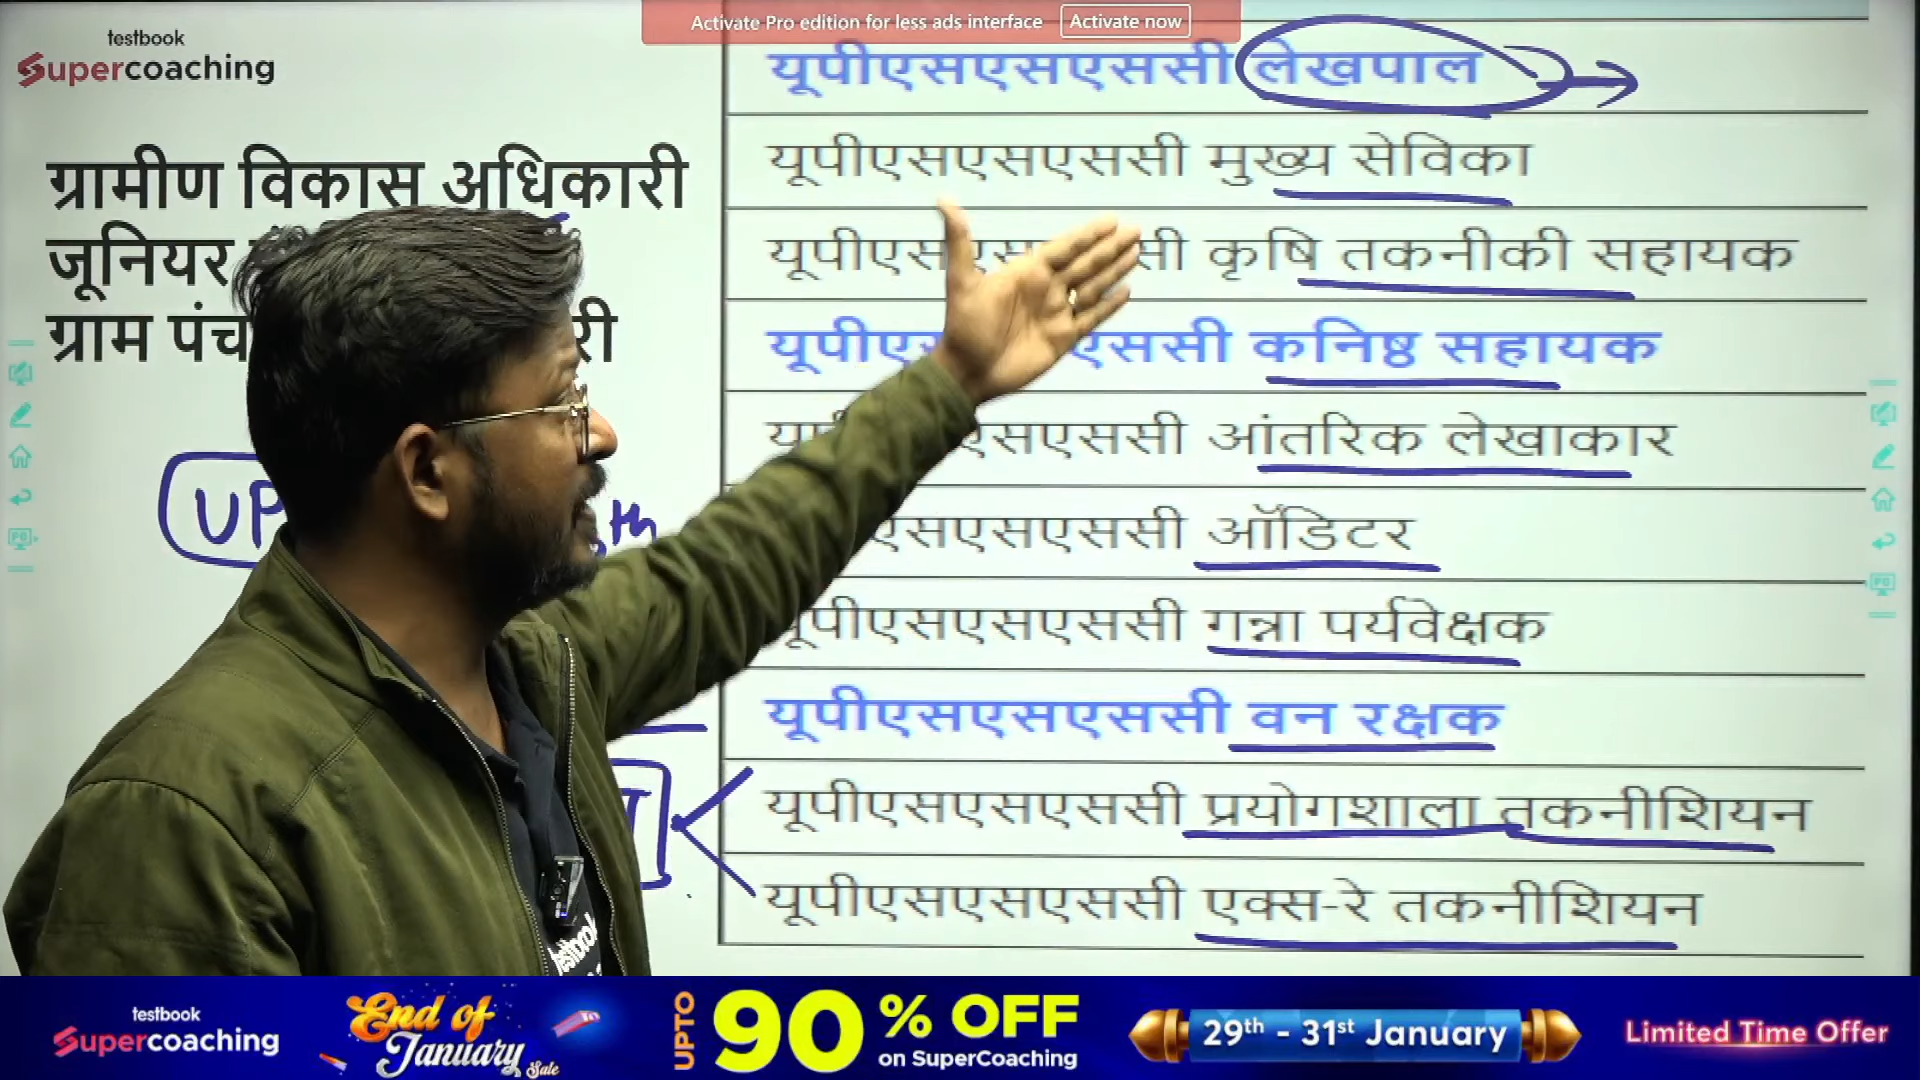 Activate Pro edition for less ads interface Activate now
testbook
Supercoaching
ग्रामीण विकास अधिकारी
जूनियर
ग्राम
UP
th
यूपीएसएसएससी लेखपाल
यूपीएसएसएससी मुख्य सेविका
यूपीएसएसएससी कृषि तकनीकी सहायक
कनिष्ठ सहायक
आंतरिक लेखाकार
ऑडिटर
यूपीएसएसएससी गन्ना पर्यवेक्षक
यूपीएसएसएससी वन रक्षक
यूपीएसएसएससी प्रयोगशाला तकनीशियन
यूपीएसएसएससी एक्स-रे तकनीशियन
testbook
testbook
Supercoaching
End of
January
Sale
UPTO 90% OFF
on SuperCoaching
29th - 31st January
Limited Time Offer